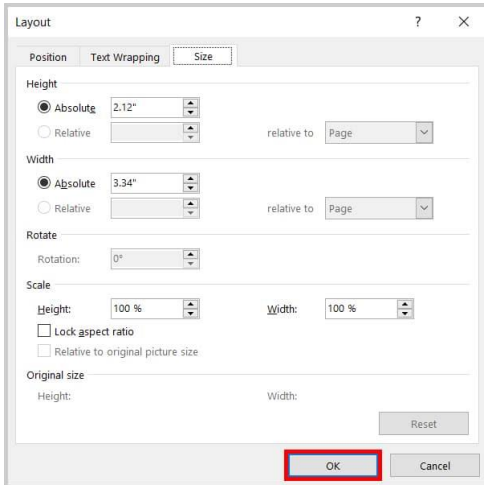 Layout ?
Position Text Wrapping Size
Height
Absolute 2.12"
Relative relative to Page
Width
Absolute 3.34"
Relative relative to Page
Rotate
Rotation: 0°
Scale
Height: 100 % Width: 100 %
Lock aspect ratio
Relative to original picture size
Original size
Height: Width:
Reset
OK Cancel